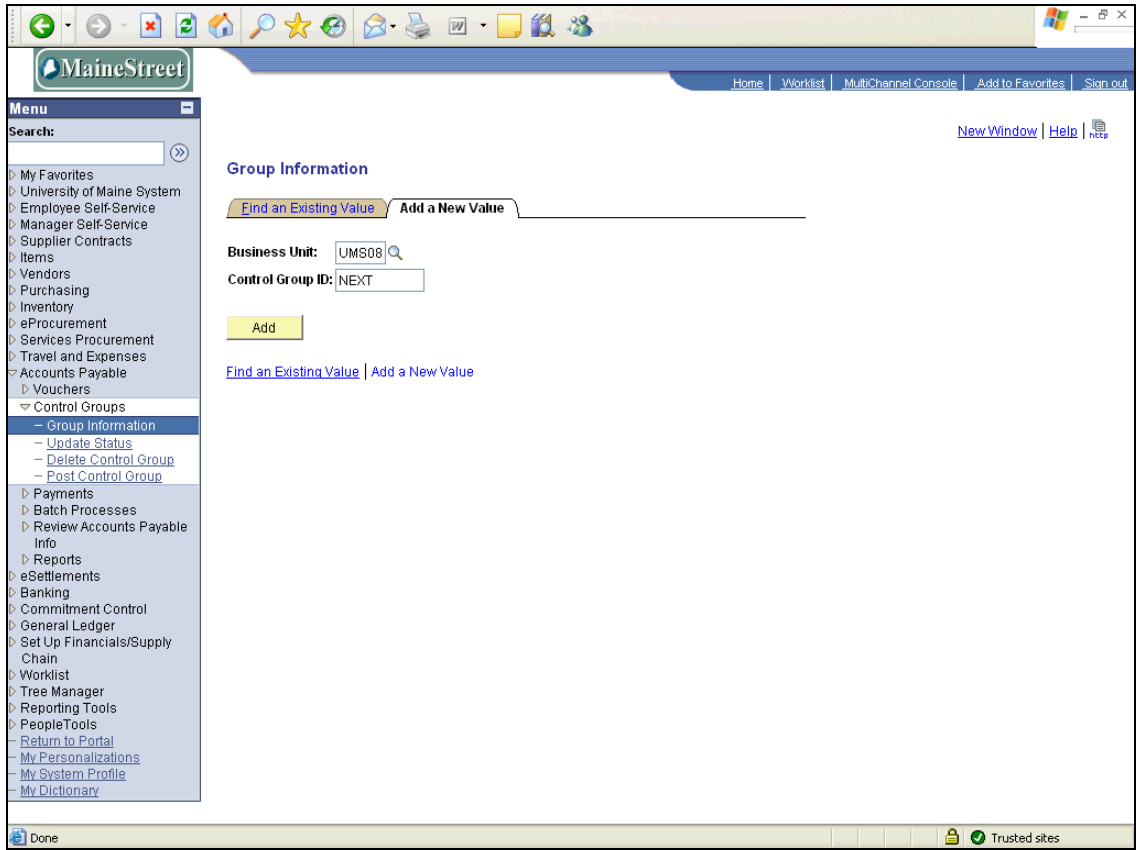 MaineStreet
Home Worklist MultiChannel Console Add to Favorites Sign out
Menu
Search:
New Window Help http
My Favorites
University of Maine System
Employee Self-Service
Manager Self-Service
Supplier Contracts
Items
Vendors
Purchasing
Inventory
eProcurement
Services Procurement
Travel and Expenses
Accounts Payable
Vouchers
Control Groups
Group Information
Update Status
Delete Control Group
Post Control Group
Payments
Batch Processes
Review Accounts Payable
Info
Reports
eSettlements
Banking
Commitment Control
General Ledger
Set Up Financials/Supply
Chain
Worklist
Tree Manager
Reporting Tools
PeopleTools
Return to Portal
My Personalizations
My System Profile
My Dictionary
Group Information
Find an Existing Value Add a New Value
Business Unit: UMS08
Control Group ID: NEXT
Add
Find an Existing Value Add a New Value
Done Trusted sites